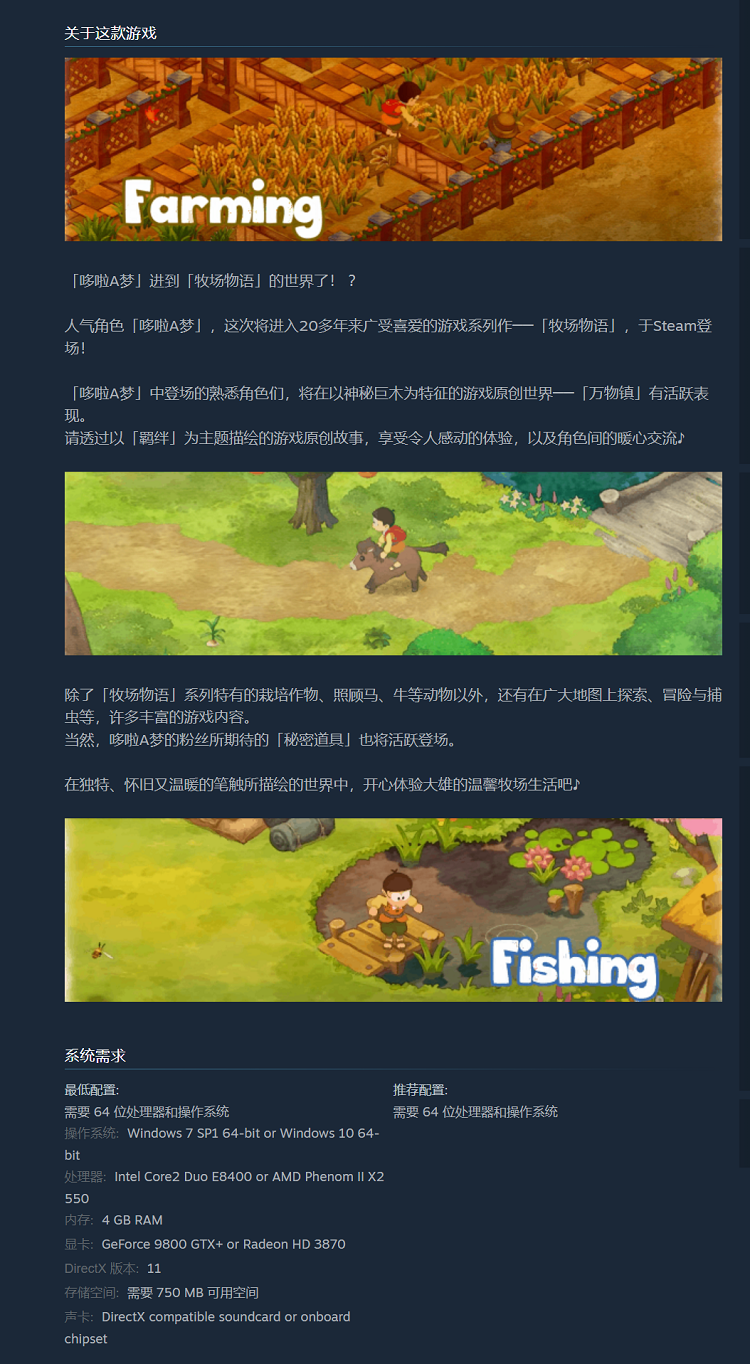 关于这款游戏
Farming
「哆啦A梦」进到「牧场物语」的世界了！？
人气角色「哆啦A梦」，这次将进入20多年来广受喜爱的游戏系列作──「牧场物语」，于Steam登
场！
「哆啦A梦」中登场的熟悉角色们，将在以神秘巨木为特征的游戏原创世界──「万物镇」有活跃表
现。
请透过以「羁绊」为主题描绘的游戏原创故事，享受令人感动的体验，以及角色间的暖心交流♪
除了「牧场物语」系列特有的栽培作物、照顾马、牛等动物以外，还有在广大地图上探索、冒险与捕
虫等，许多丰富的游戏内容。
当然，哆啦A梦的粉丝所期待的「秘密道具」也将活跃登场。
在独特、怀旧又温暖的笔触所描绘的世界中，开心体验大雄的温馨牧场生活吧♪
Fishing
系统需求
最低配置:
需要 64 位处理器和操作系统
操作系统: Windows 7 SP1 64-bit or Windows 10 64-
bit
处理器: Intel Core2 Duo E8400 or AMD Phenom II X2
550
内存: 4 GB RAM
显卡: GeForce 9800 GTX+ or Radeon HD 3870
DirectX 版本: 11
存储空间: 需要 750 MB 可用空间
声卡: DirectX compatible soundcard or onboard
chipset
推荐配置:
需要 64 位处理器和操作系统